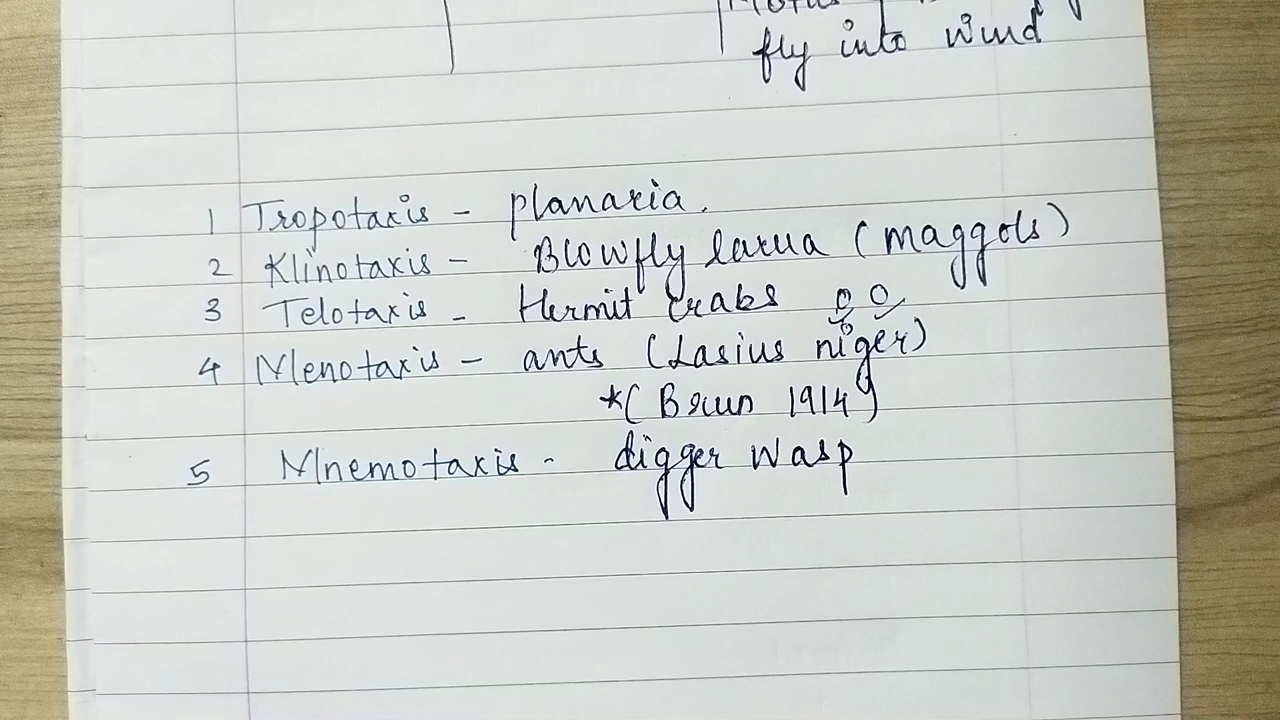 fly into wind
1 Tropotaxis - planaria.
2 Klinotaxis - Blowfly larva (maggots)
3 Telotaxis - Hermit crabs
4 Menotaxis - ants (Lasius niger)
*(Brun 1914)
5 Mnemotaxis - digger wasp